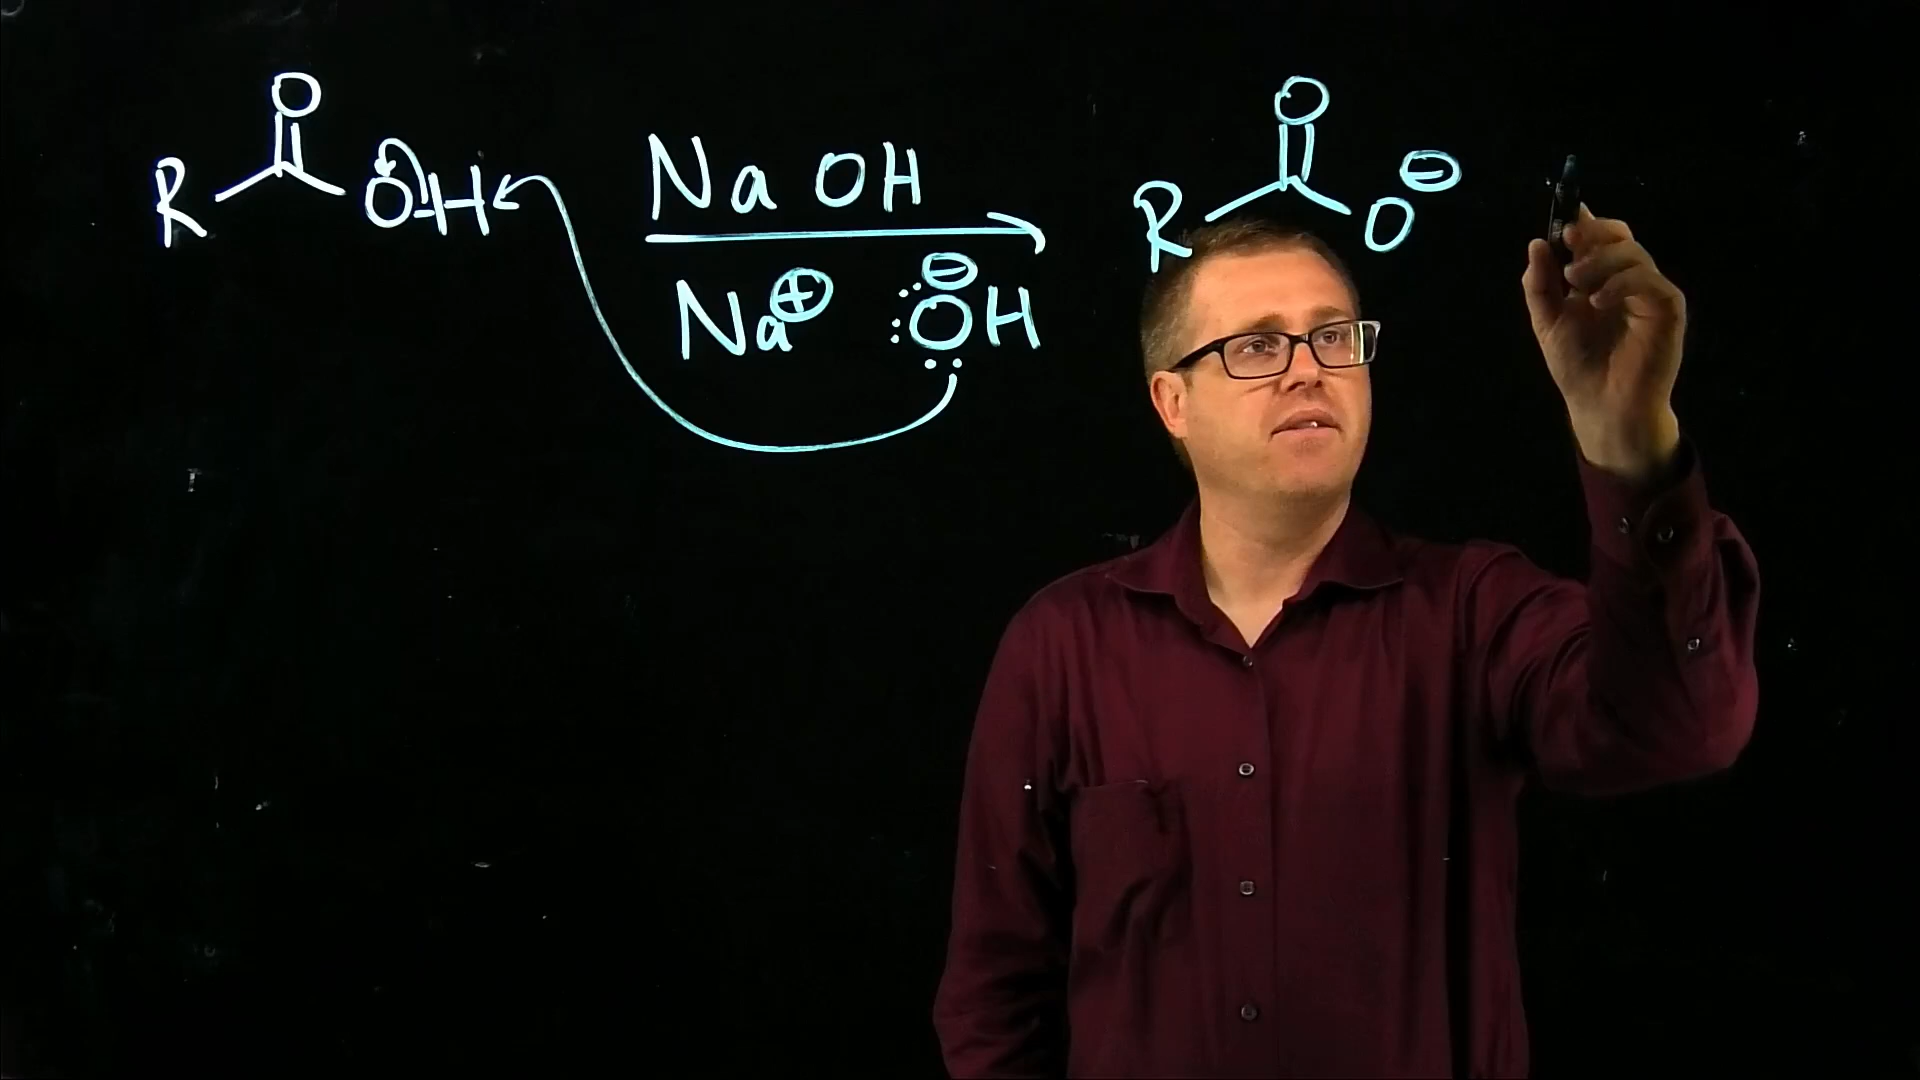 O O
R OH NaOH R O ⊖
Na⊕ ⊖
OH